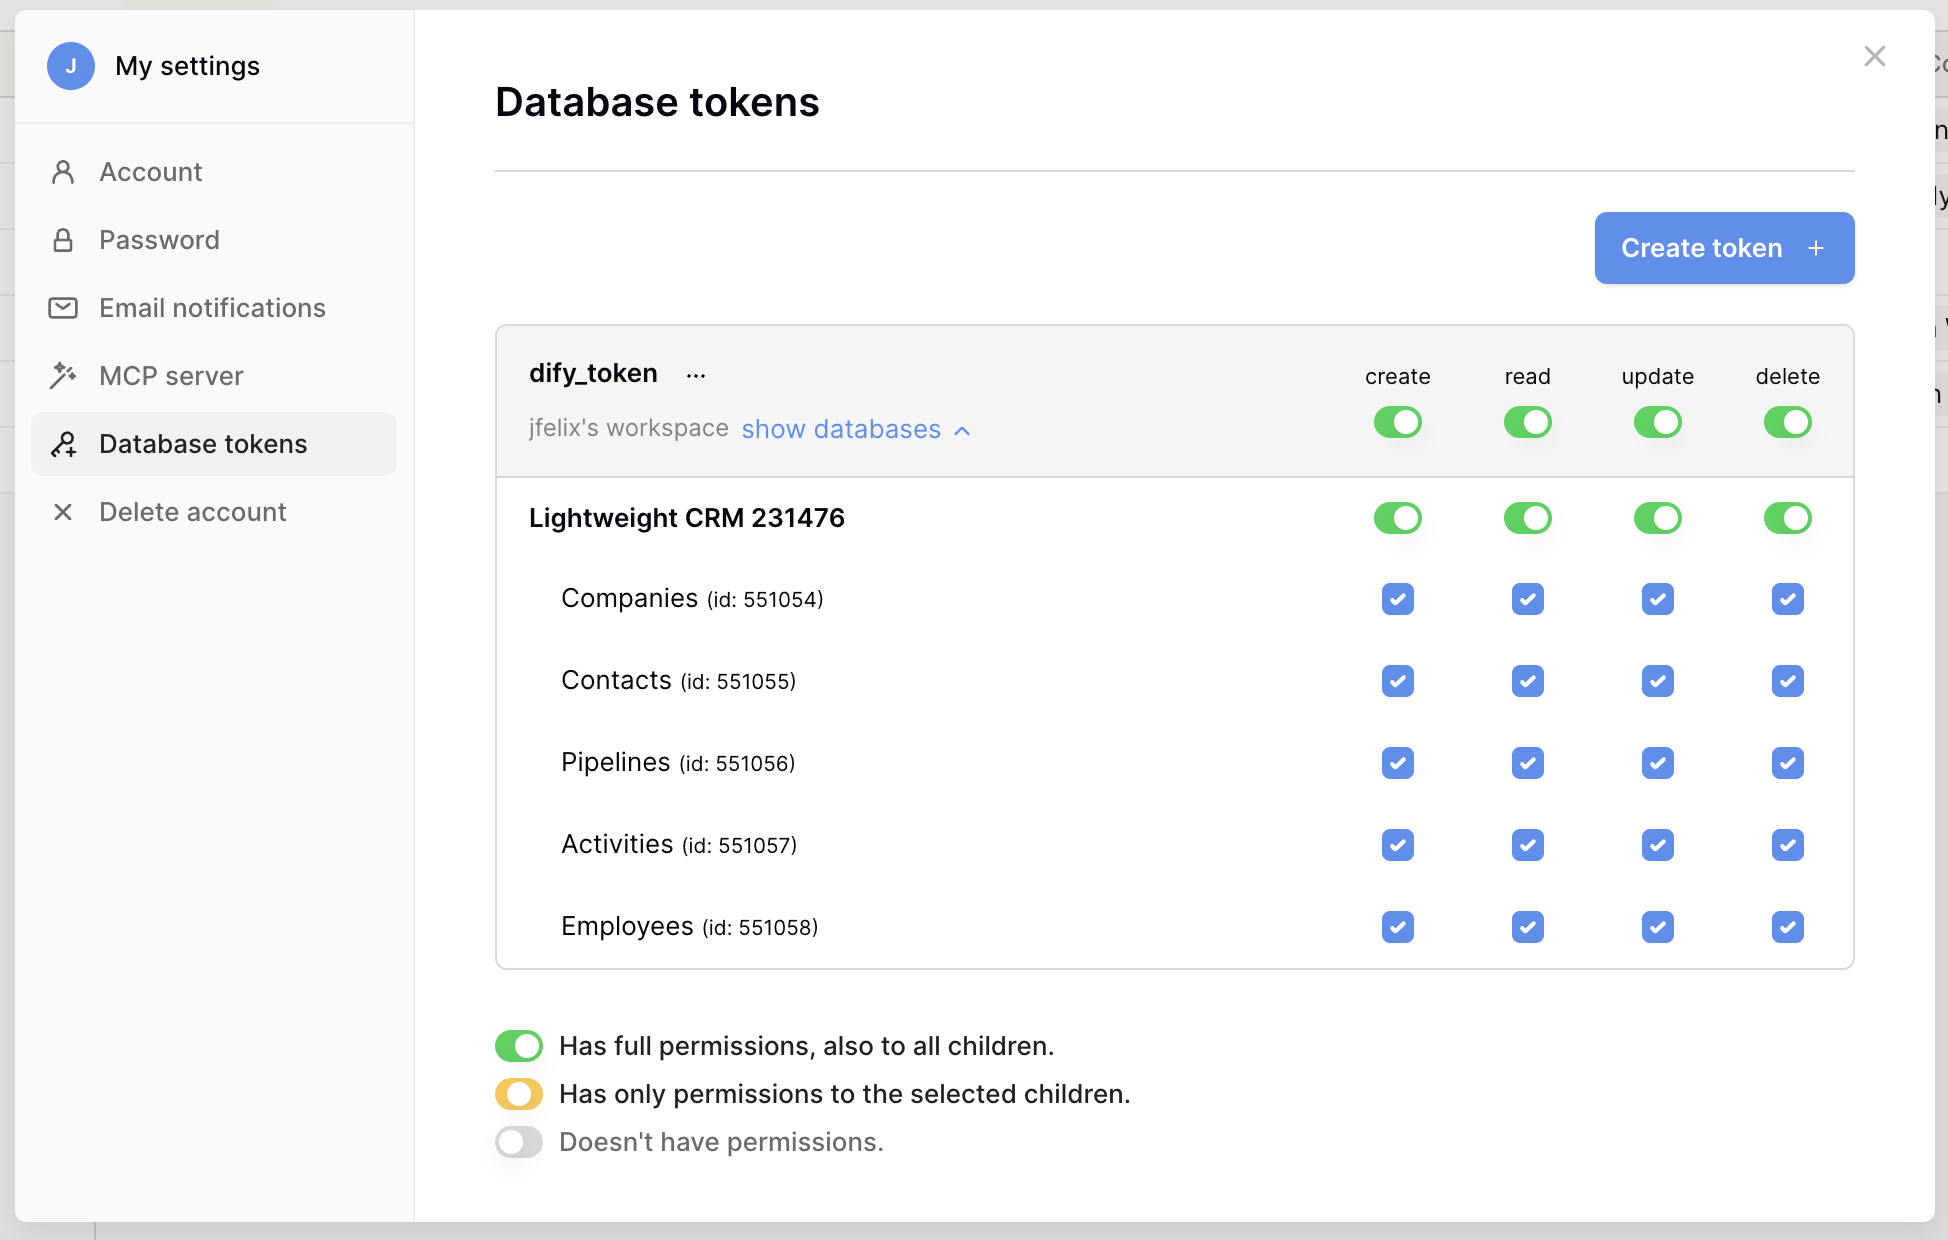 J
My settings
Account
Password
Email notifications
MCP server
Database tokens
Delete account
Database tokens
Create token +
dify_token ...
create read update delete
jfelix's workspace show databases
Lightweight CRM 231476
Companies (id: 551054)
Contacts (id: 551055)
Pipelines (id: 551056)
Activities (id: 551057)
Employees (id: 551058)
Has full permissions, also to all children.
Has only permissions to the selected children.
Doesn't have permissions.